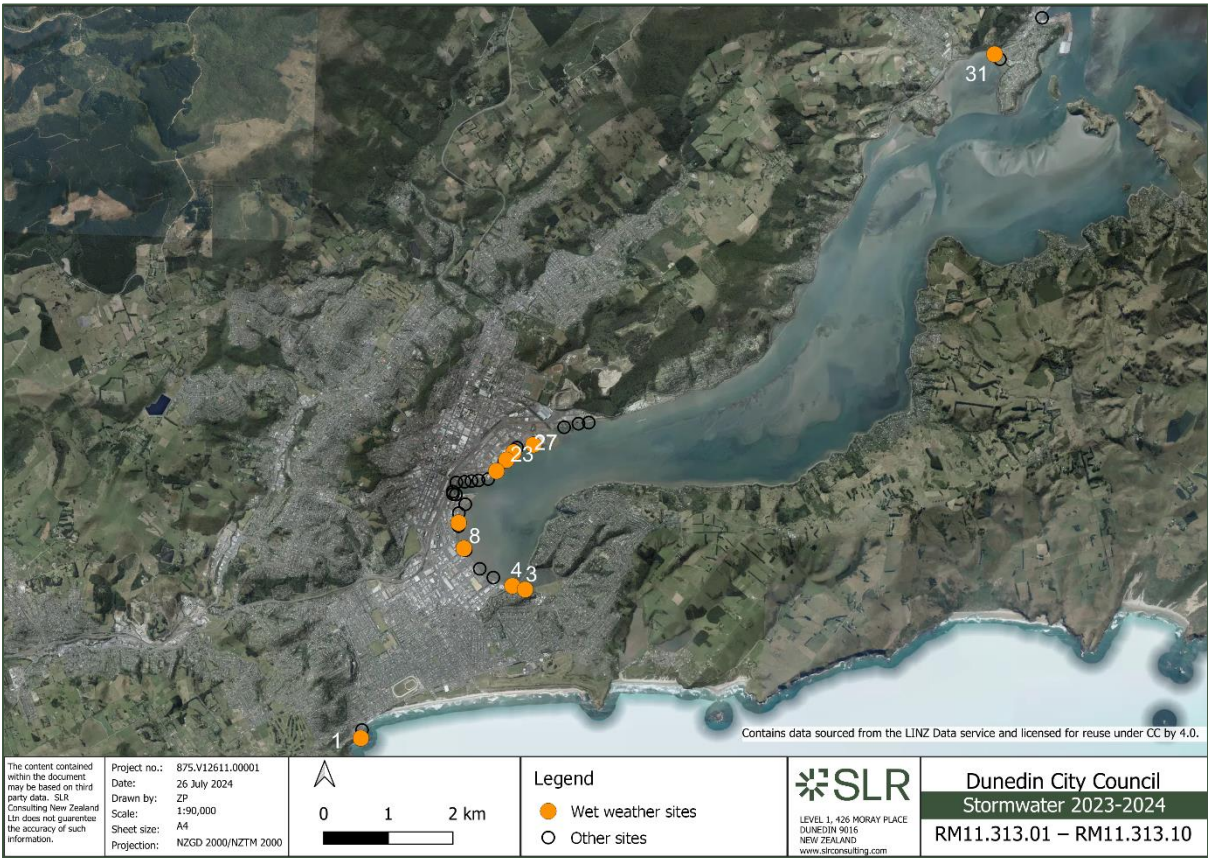 31
27
23
8
4
3
1
Contains data sourced from the LINZ Data service and licensed for reuse under CC by 4.0.
The content contained
within the document
may be based on third
party data. SLR
Consulting New Zealand
Ltn does not guarentee
the accuracy of such
information.
Project no.: 875.V12611.00001
Date: 26 July 2024
Drawn by: ZP
Scale: 1:90,000
Sheet size: A4
Projection: NZGD 2000/NZTM 2000
0 1 2 km
Legend
Wet weather sites
Other sites
SLR
LEVEL 1, 426 MORAY PLACE
DUNEDIN 9016
NEW ZEALAND
www.slrconsulting.com
Dunedin City Council
Stormwater 2023-2024
RM11.313.01 – RM11.313.10